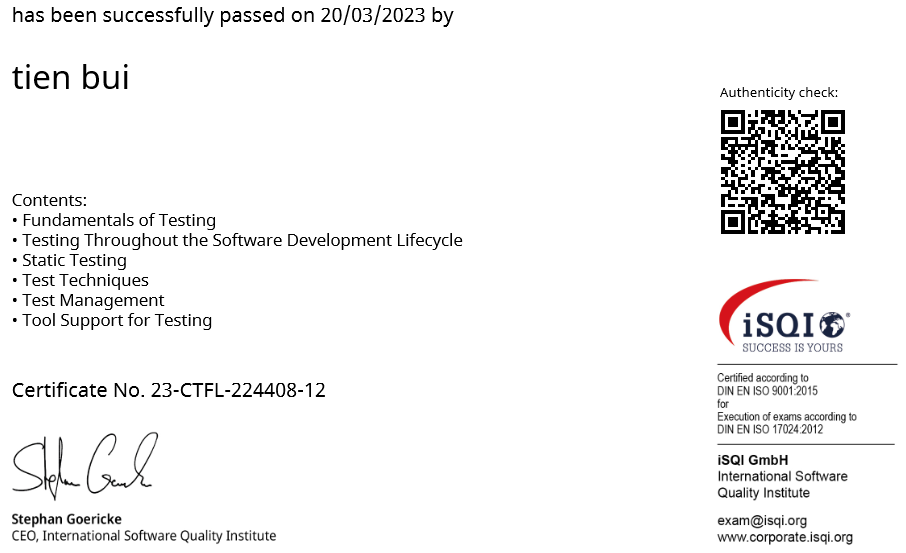 has been successfully passed on 20/03/2023 by
tien bui
Authenticity check:
Contents:
• Fundamentals of Testing
• Testing Throughout the Software Development Lifecycle
• Static Testing
• Test Techniques
• Test Management
• Tool Support for Testing
iSQI
SUCCESS IS YOURS
Certificate No. 23-CTFL-224408-12
Certified according to
DIN EN ISO 9001:2015
for
Execution of exams according to
DIN EN ISO 17024:2012
Stephan Goericke
CEO, International Software Quality Institute
iSQI GmbH
International Software
Quality Institute
exam@isqi.org
www.corporate.isqi.org